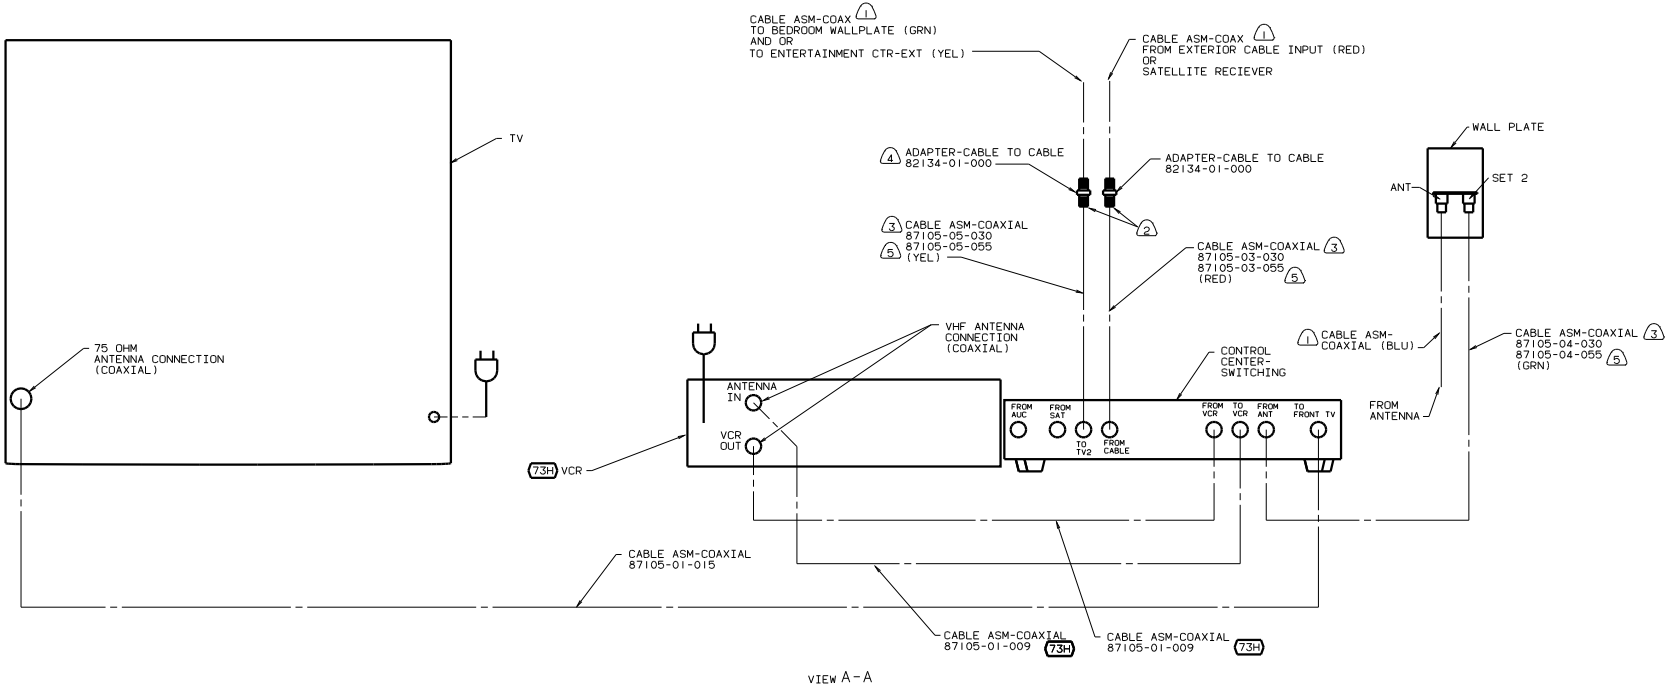 CABLE ASM-COAX 1
TO BEDROOM WALLPLATE (GRN)
AND OR
TO ENTERTAINMENT CTR-EXT (YEL)
CABLE ASM-COAX 1
FROM EXTERIOR CABLE INPUT (RED)
OR
SATELLITE RECIEVER
TV
WALL PLATE
4 ADAPTER-CABLE TO CABLE
82134-01-000
ADAPTER-CABLE TO CABLE
82134-01-000
ANT
SET 2
2
3 CABLE ASM-COAXIAL
87105-05-030
87105-05-055
5 (YEL)
CABLE ASM-COAXIAL 3
87105-03-030
87105-03-055
(RED) 5
75 OHM
ANTENNA CONNECTION
(COAXIAL)
VHF ANTENNA
CONNECTION
(COAXIAL)
CONTROL
CENTER-
SWITCHING
1 CABLE ASM-
COAXIAL (BLU)
CABLE ASM-COAXIAL 3
87105-04-030
87105-04-055 5
(GRN)
FROM
ANTENNA
ANTENNA
IN
VCR
OUT
73H VCR
FROM
AUC
FROM
SAT
TO
TV2
FROM
CABLE
FROM
VCR
TO
VCR
FROM
ANT
TO
FRONT TV
CABLE ASM-COAXIAL
87105-01-015
CABLE ASM-COAXIAL
87105-01-009 73H
CABLE ASM-COAXIAL
87105-01-009 73H
VIEW A-A